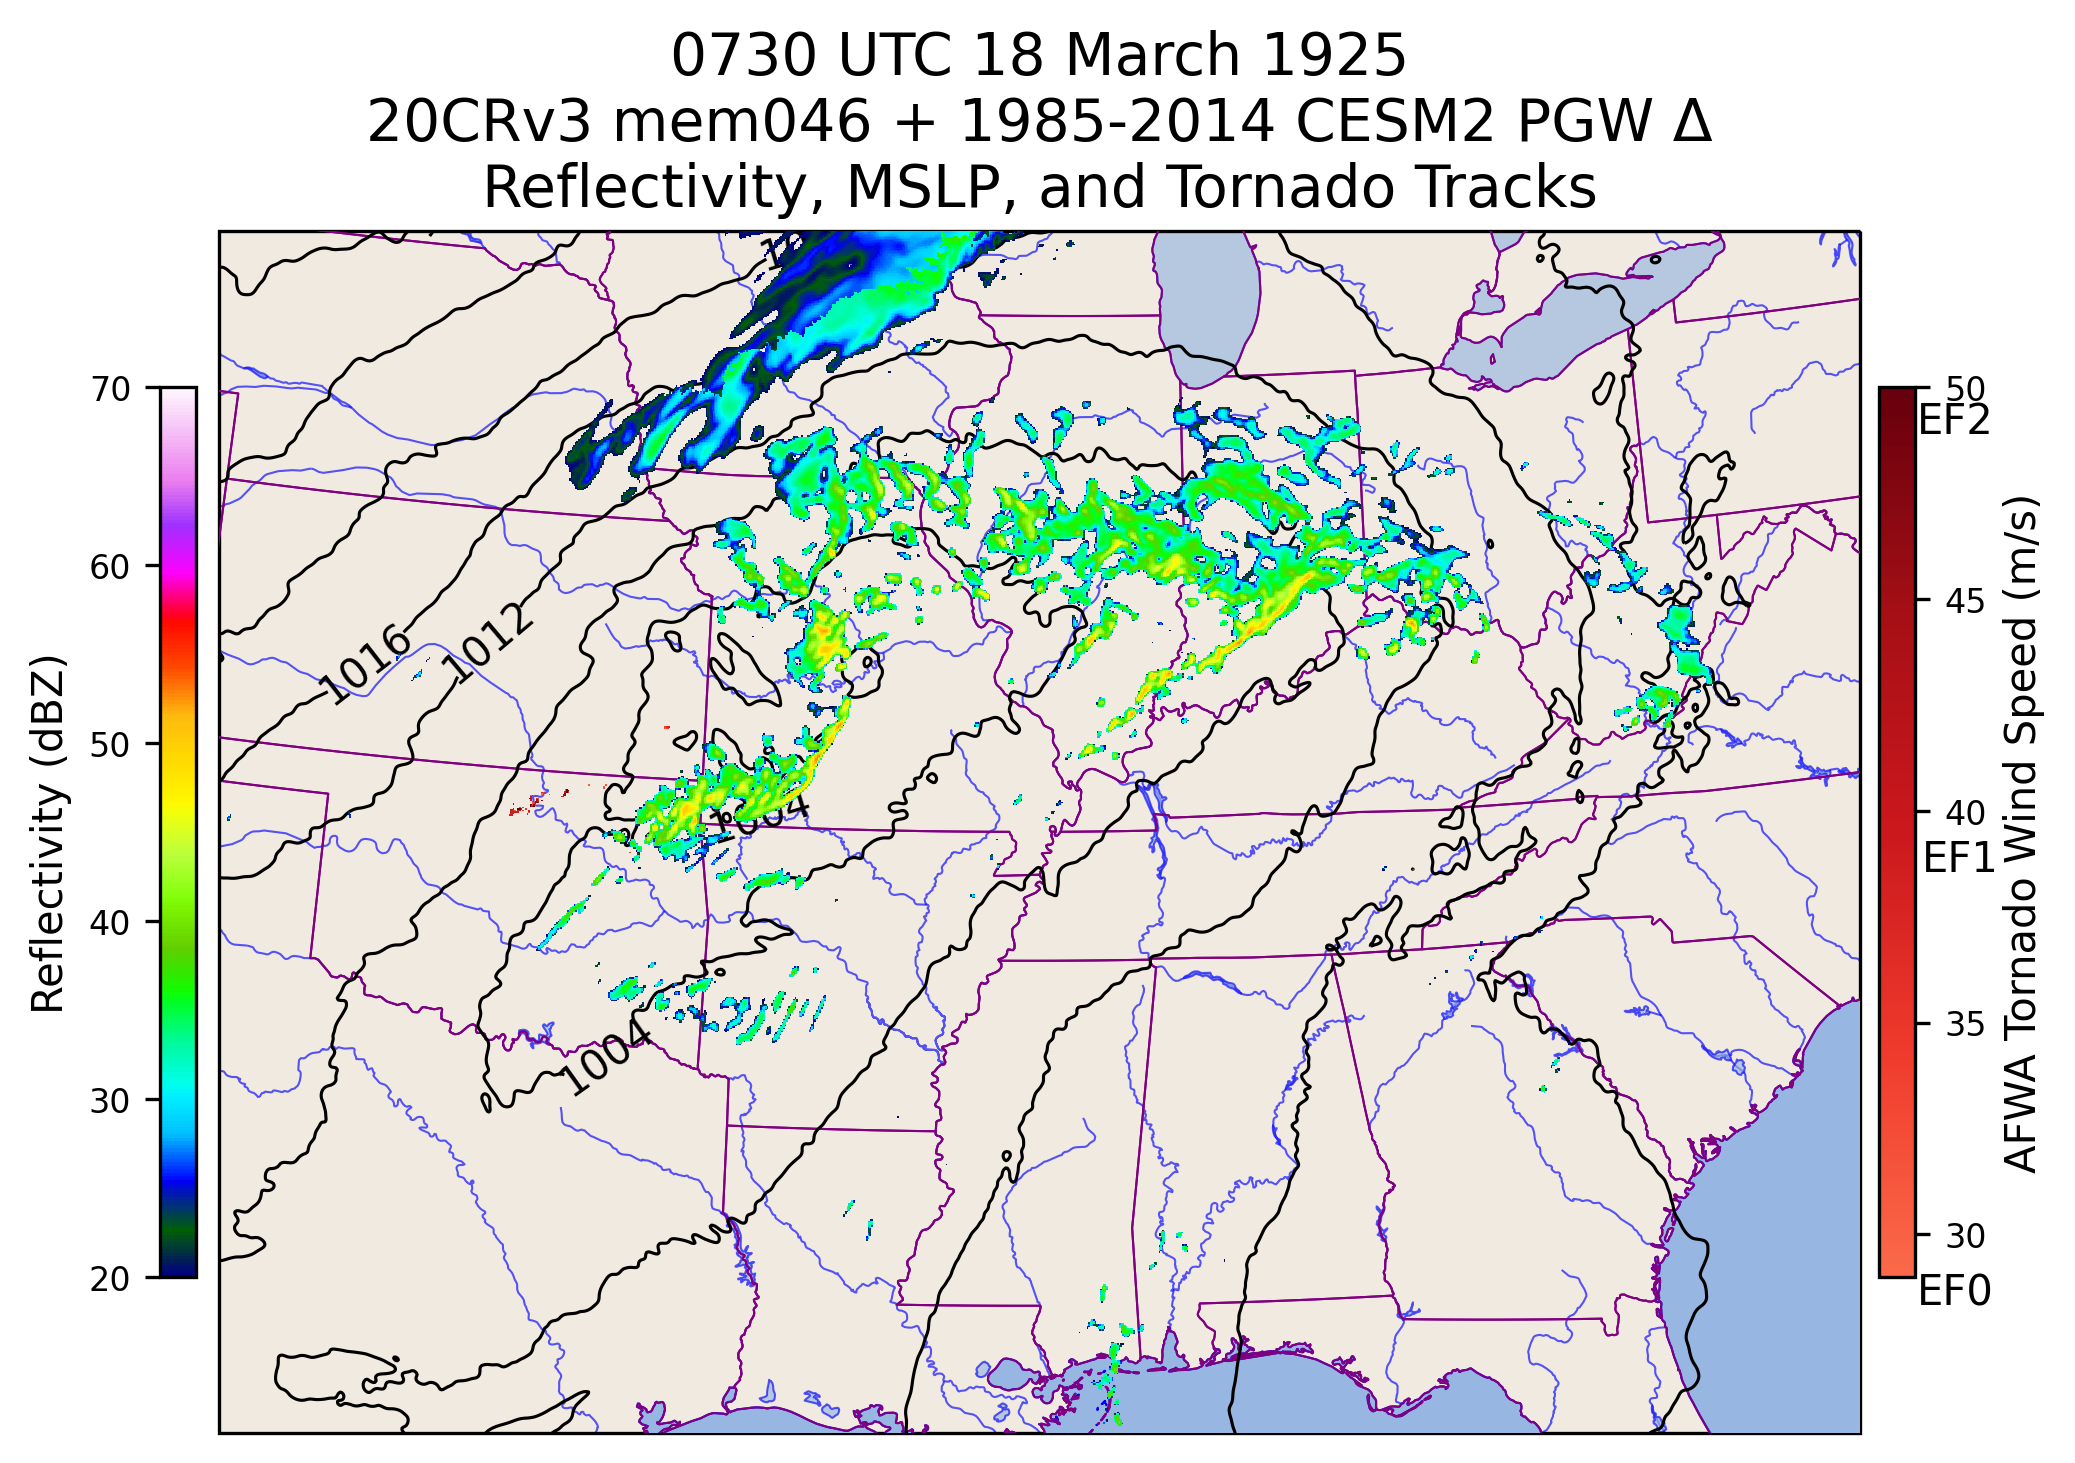 0730 UTC 18 March 1925
20CRv3 mem046 + 1985-2014 CESM2 PGW Δ
Reflectivity, MSLP, and Tornado Tracks
Reflectivity (dBZ)
70
60
50
40
30
20
1016
1012
1004
1004
50
EF2
45
40
EF1
35
30
EF0
AFWA Tornado Wind Speed (m/s)